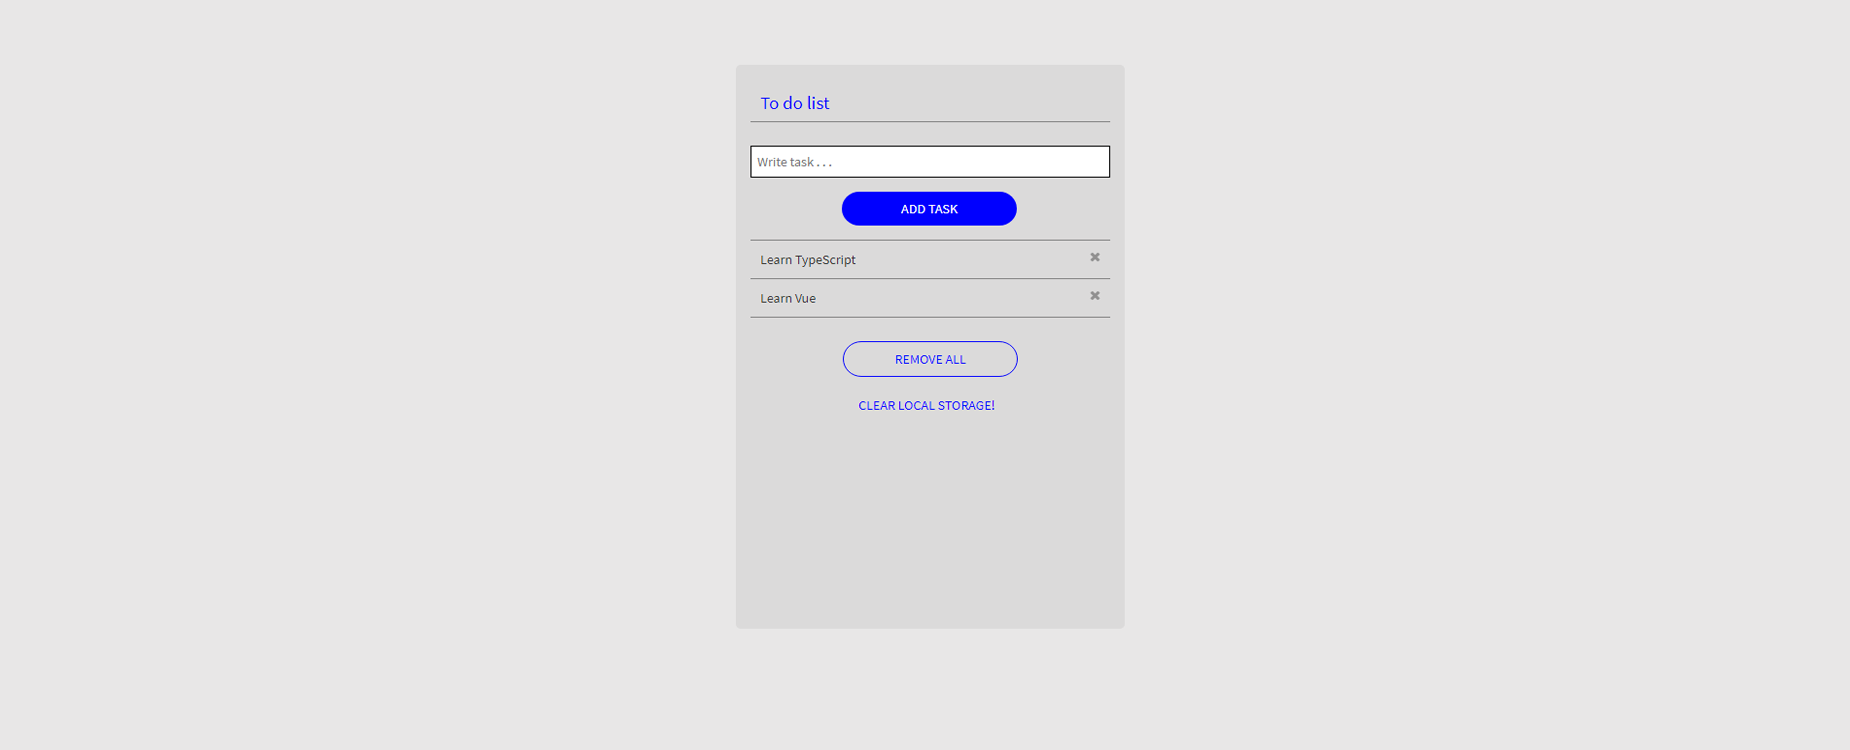 To do list
Write task . . .
ADD TASK
Learn TypeScript
Learn Vue
REMOVE ALL
CLEAR LOCAL STORAGE!